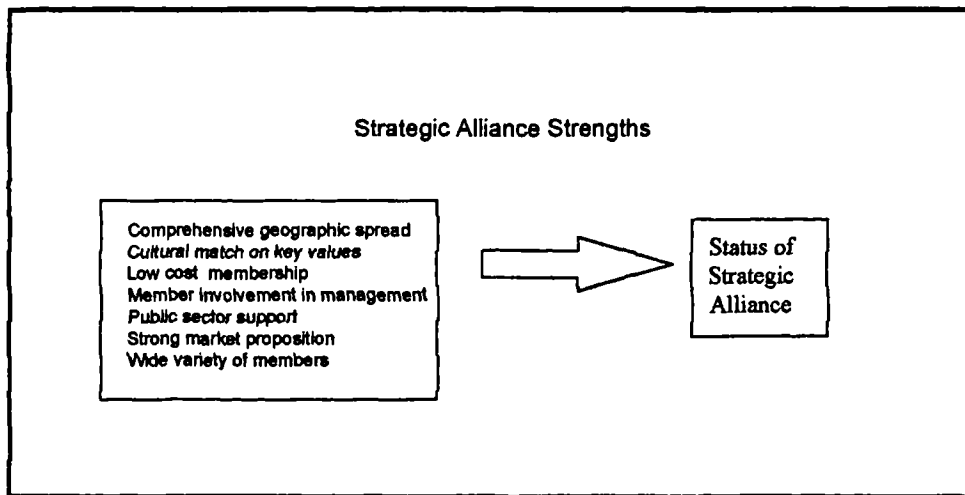 Strategic Alliance Strengths
Comprehensive geographic spread
Cultural match on key values
Low cost membership
Member involvement in management
Public sector support
Strong market proposition
Wide variety of members
Status of
Strategic
Alliance